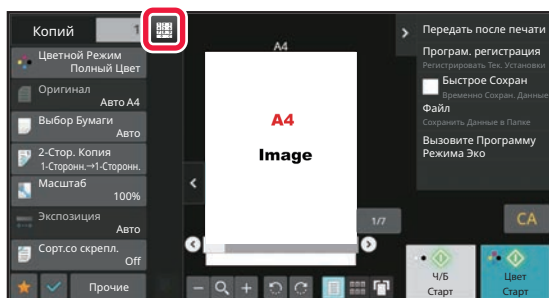 Копий
1
Цветной Режим
Полный Цвет
Оригинал
Авто A4
Выбор Бумаги
Авто
2-Стор. Копия
1-Сторонн.→1-Сторонн.
Масштаб
100%
Экспозиция
Авто
Сорт.со скрепл.
Off
Прочие
A4
A4
Image
1/7
Передать после печати
Програм. регистрация
Регистрировать Тек. Установки
Быстрое Сохран
Временно Сохран. Данные
Файл
Сохранить Данные в Папке
Вызовите Программу
Режима Эко
CA
Ч/Б
Старт
Цвет
Старт